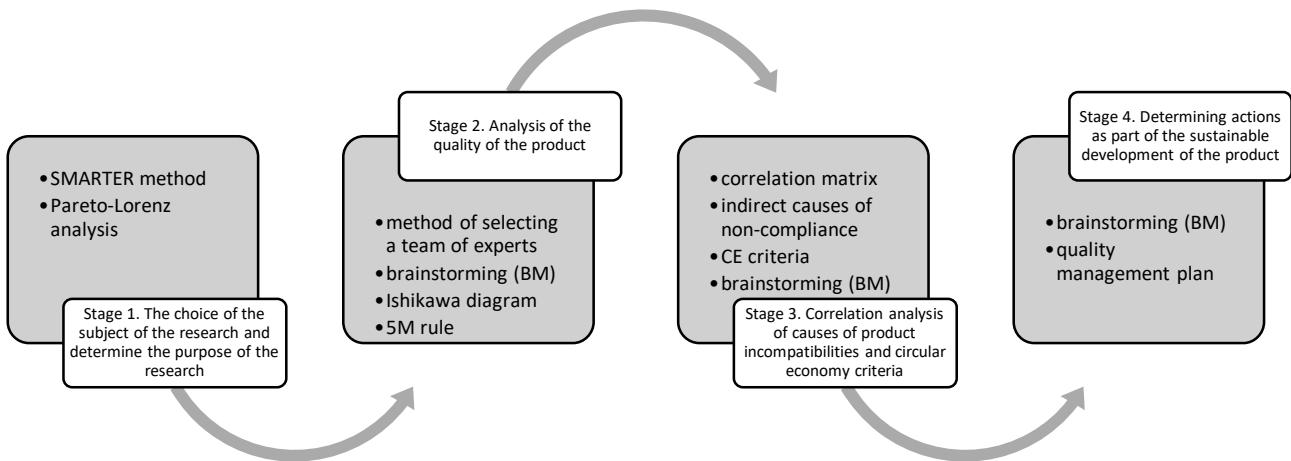 • SMARTER method
• Pareto-Lorenz
analysis
Stage 1. The choice of the
subject of the research and
determine the purpose of the
research
Stage 2. Analysis of the
quality of the product
• method of selecting
a team of experts
• brainstorming (BM)
• Ishikawa diagram
• 5M rule
• correlation matrix
• indirect causes of
non-compliance
• CE criteria
• brainstorming (BM)
Stage 3. Correlation analysis
of causes of product
incompatibilities and circular
economy criteria
Stage 4. Determining actions
as part of the sustainable
development of the product
• brainstorming (BM)
• quality
management plan